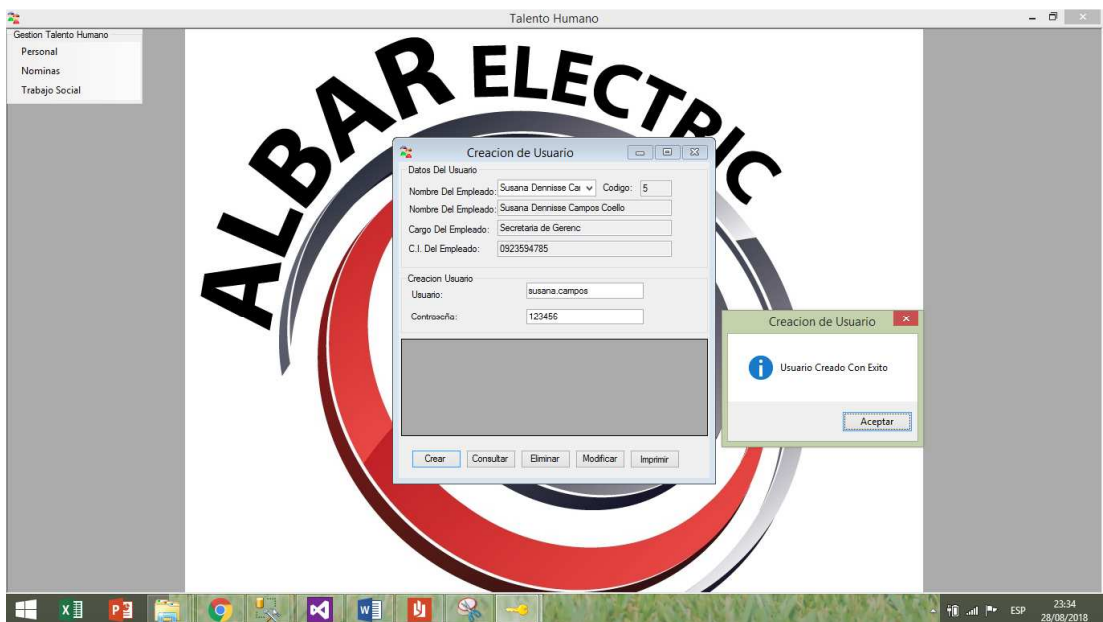 Talento Humano
Gestion Talento Humano
Personal
Nominas
Trabajo Social
ALBAR ELECTRIC
Creacion de Usuario
Datos Del Usuario
Nombre Del Empleado: Susana Dennisse Ca Codigo: 5
Nombre Del Empleado: Susana Dennisse Campos Coello
Cargo Del Empleado: Secretaria de Gerenc
C.I. Del Empleado: 0923594785
Creacion Usuario
Usuario: susana.campos
Contraseña: 123456
Crear Consultar Eliminar Modificar Imprimir
Creacion de Usuario
Usuario Creado Con Exito
Aceptar
ESP
23:34
28/08/2018